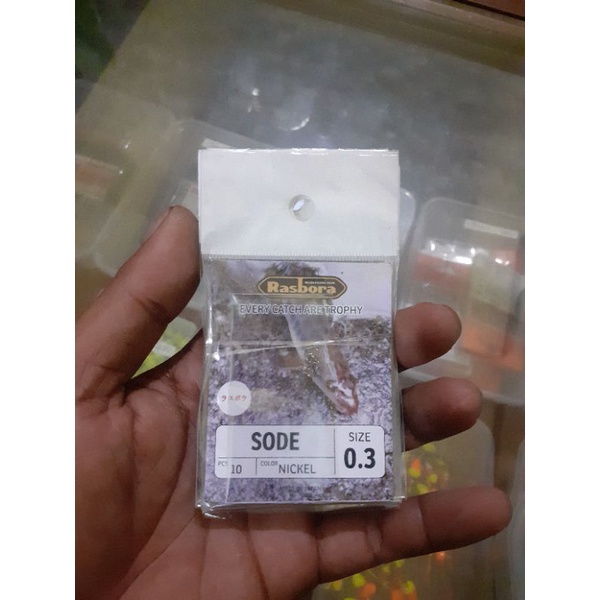 Rasbora
EVERY CATCH ARE TROPHY
ラスボラ
SODE
SIZE
0.3
PCS
10
COLOR
NICKEL